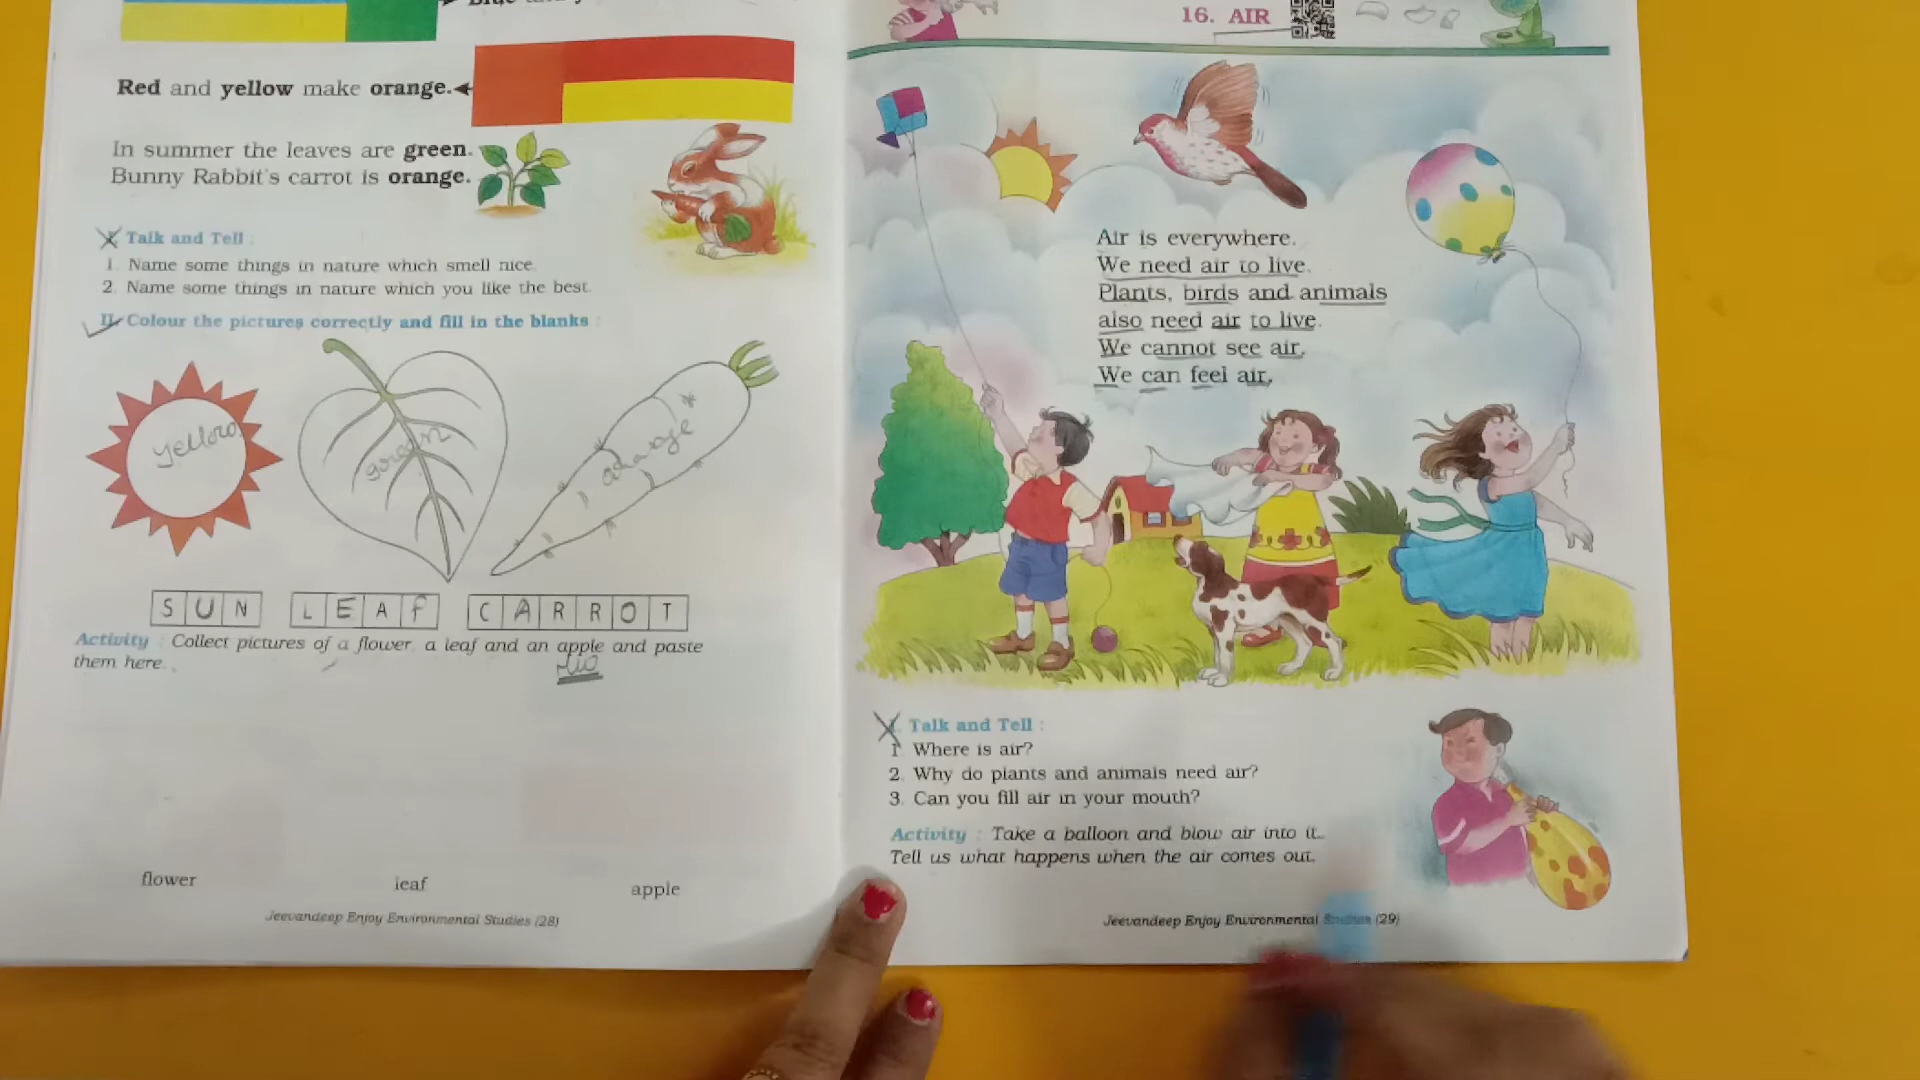 Red and yellow make orange.
In summer the leaves are green.
Bunny Rabbit's carrot is orange.
Talk and Tell :
1. Name some things in nature which smell nice.
2. Name some things in nature which you like the best.
II. Colour the pictures correctly and fill in the blanks :
yellow
green
orange
SUN LEAF CARROT
Activity : Collect pictures of a flower, a leaf and an apple and paste
them here.
flower leaf apple
Jeevandeep Enjoy Environmental Studies (28)
16. AIR
Air is everywhere.
We need air to live.
Plants, birds and animals
also need air to live.
We cannot see air.
We can feel air.
Talk and Tell :
1. Where is air?
2. Why do plants and animals need air?
3. Can you fill air in your mouth?
Activity : Take a balloon and blow air into it.
Tell us what happens when the air comes out.
Jeevandeep Enjoy Environmental Studies (29)